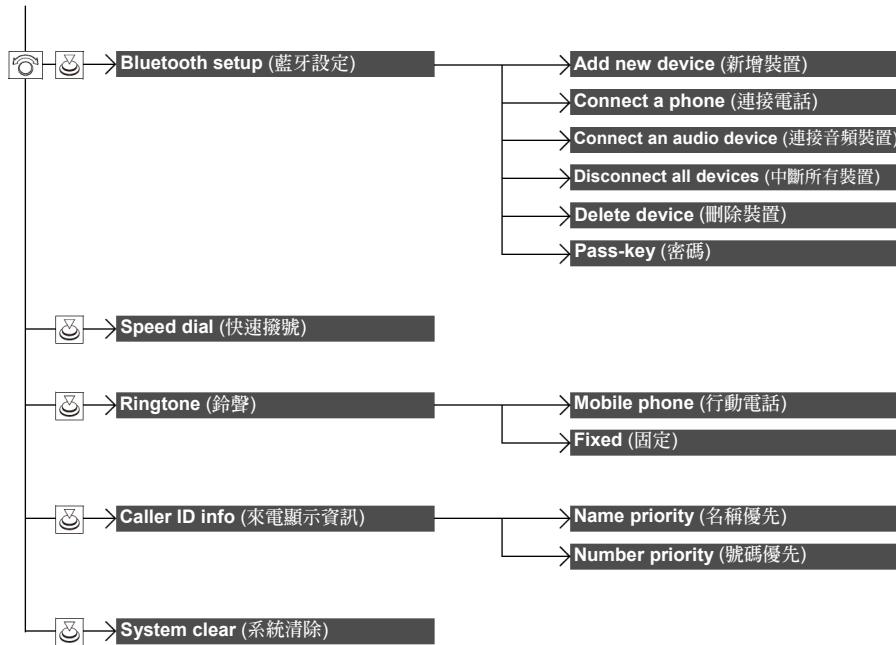 Bluetooth setup (藍牙設定)
Add new device (新增裝置)
Connect a phone (連接電話)
Connect an audio device (連接音頻裝置)
Disconnect all devices (中斷所有裝置)
Delete device (刪除裝置)
Pass-key (密碼)
Speed dial (快速撥號)
Ringtone (鈴聲)
Mobile phone (行動電話)
Fixed (固定)
Caller ID info (來電顯示資訊)
Name priority (名稱優先)
Number priority (號碼優先)
System clear (系統清除)